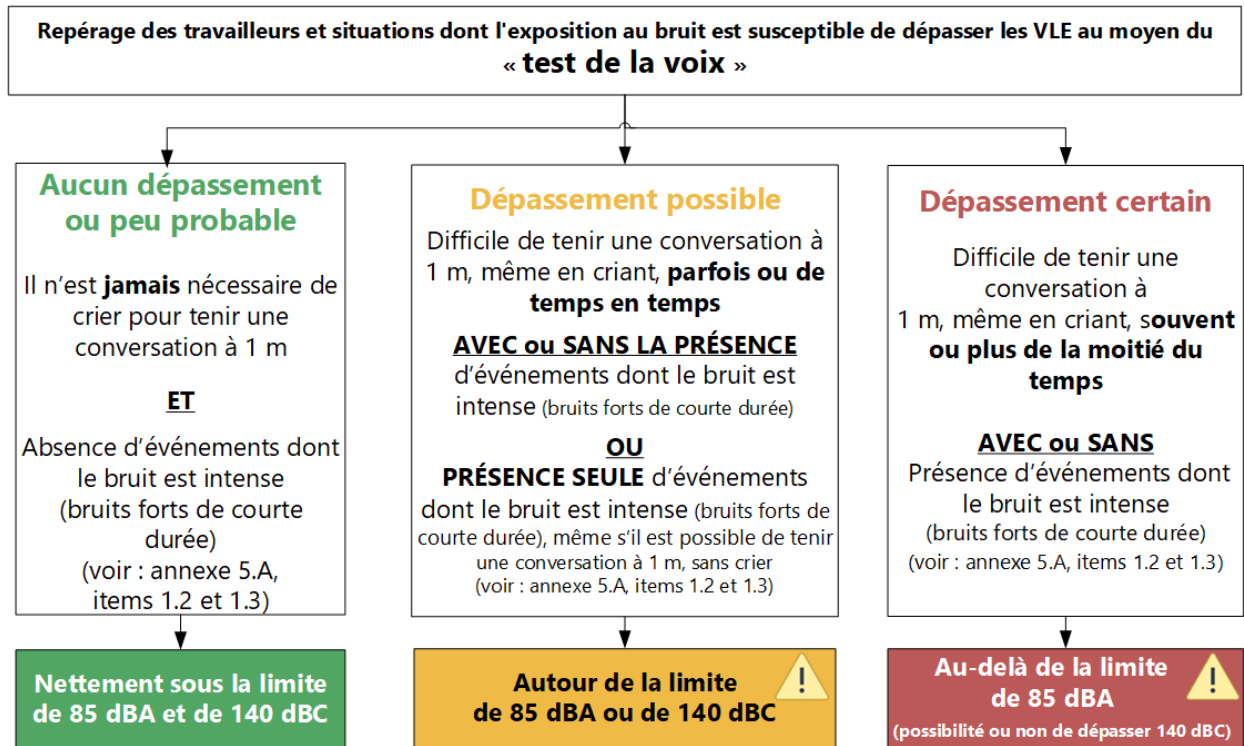 Repérage des travailleurs et situations dont l'exposition au bruit est susceptible de dépasser les VLE au moyen du
« test de la voix »
Aucun dépassement
ou peu probable
Il n’est jamais nécessaire de
crier pour tenir une
conversation à 1 m
ET
Absence d’événements dont
le bruit est intense
(bruits forts de courte
durée)
(voir : annexe 5.A,
items 1.2 et 1.3)
Nettement sous la limite
de 85 dBA et de 140 dBC
Dépassement possible
Difficile de tenir une conversation à
1 m, même en criant, parfois ou de
temps en temps
AVEC ou SANS LA PRÉSENCE
d’événements dont le bruit est
intense (bruits forts de courte durée)
OU
PRÉSENCE SEULE d’événements
dont le bruit est intense (bruits forts de
courte durée), même s’il est possible de tenir
une conversation à 1 m, sans crier
(voir : annexe 5.A, items 1.2 et 1.3)
Autour de la limite
de 85 dBA ou de 140 dBC
!
Dépassement certain
Difficile de tenir une
conversation à
1 m, même en criant, souvent
ou plus de la moitié du
temps
AVEC ou SANS
Présence d’événements dont
le bruit est intense
(bruits forts de courte durée)
(voir : annexe 5.A, items 1.2 et 1.3)
Au-delà de la limite
de 85 dBA
!
(possibilité ou non de dépasser 140 dBC)